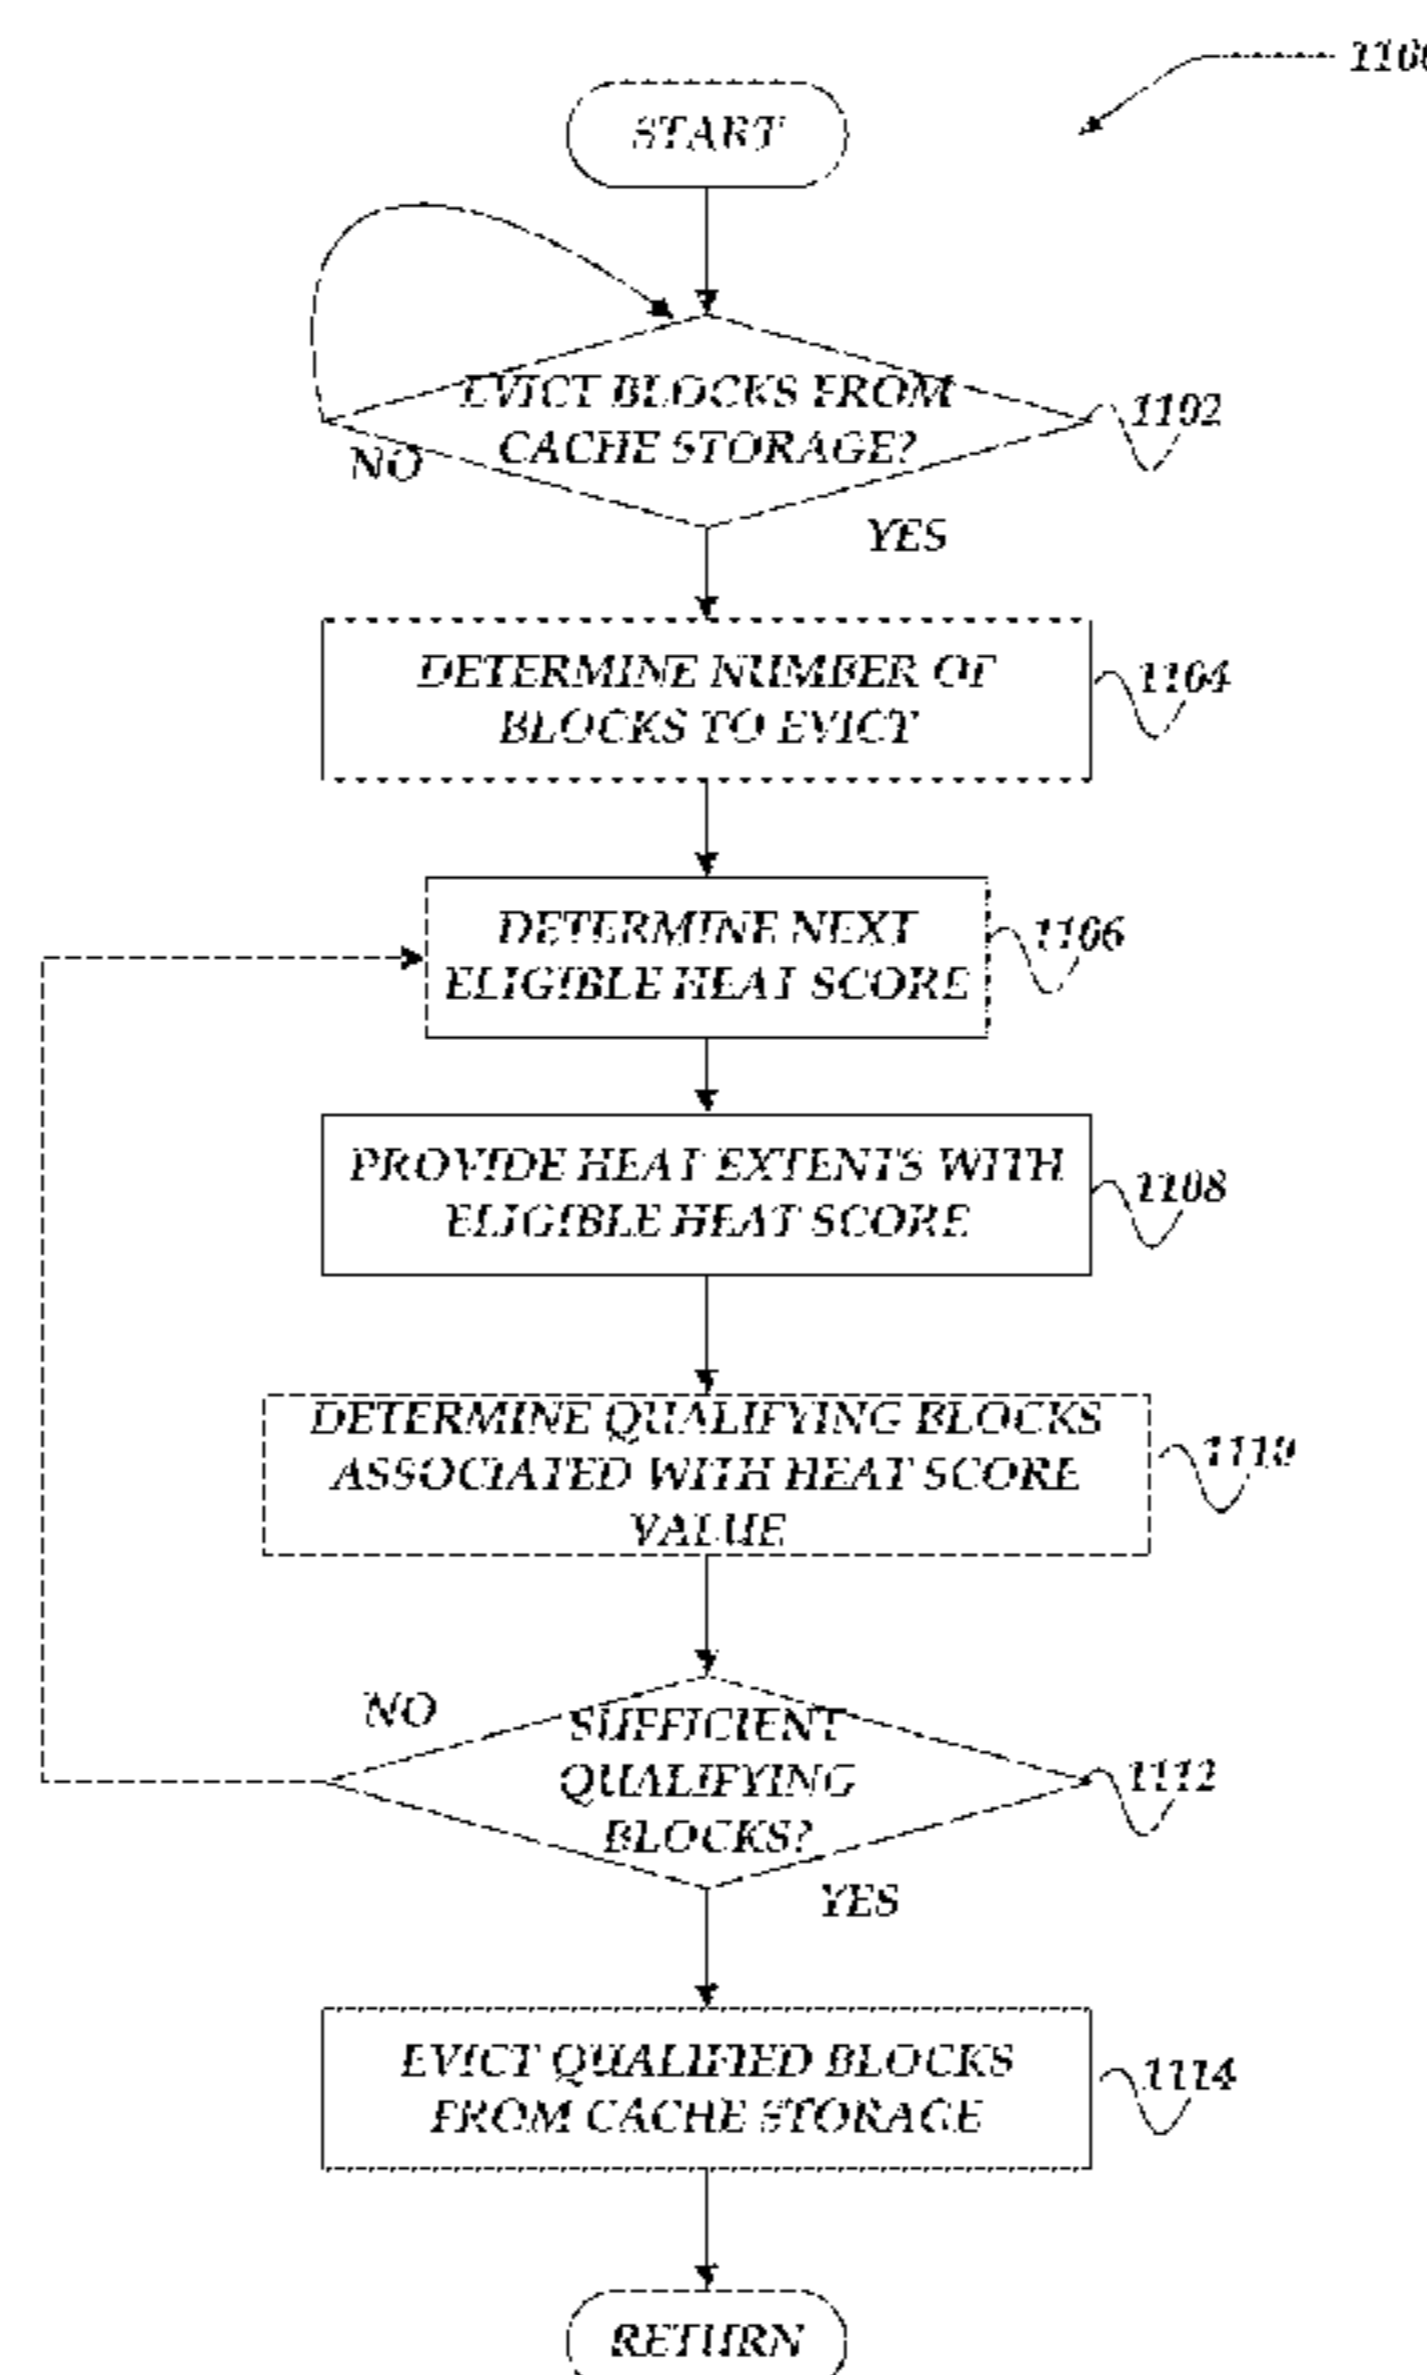 1100
START
EVICT BLOCKS FROM
CACHE STORAGE?
1102
NO
YES
DETERMINE NUMBER OF
BLOCKS TO EVICT
1104
DETERMINE NEXT
ELIGIBLE HEAT SCORE
1106
PROVIDE HEAT EXTENTS WITH
ELIGIBLE HEAT SCORE
1108
DETERMINE QUALIFYING BLOCKS
ASSOCIATED WITH HEAT SCORE
VALUE
1110
NO
SUFFICIENT
QUALIFYING
BLOCKS?
1112
YES
EVICT QUALIFIED BLOCKS
FROM CACHE STORAGE
1114
RETURN